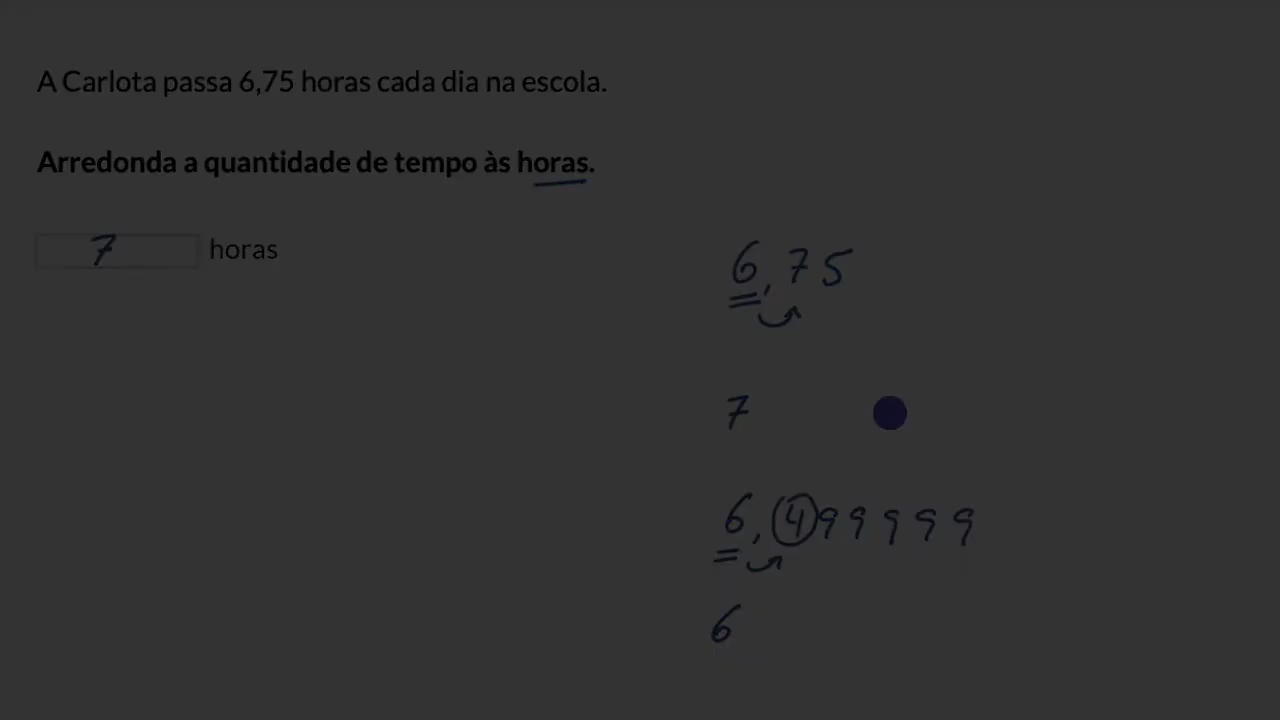 A Carlota passa 6,75 horas cada dia na escola.
Arredonda a quantidade de tempo às horas.
7 horas
6,75
7
6,499999
6